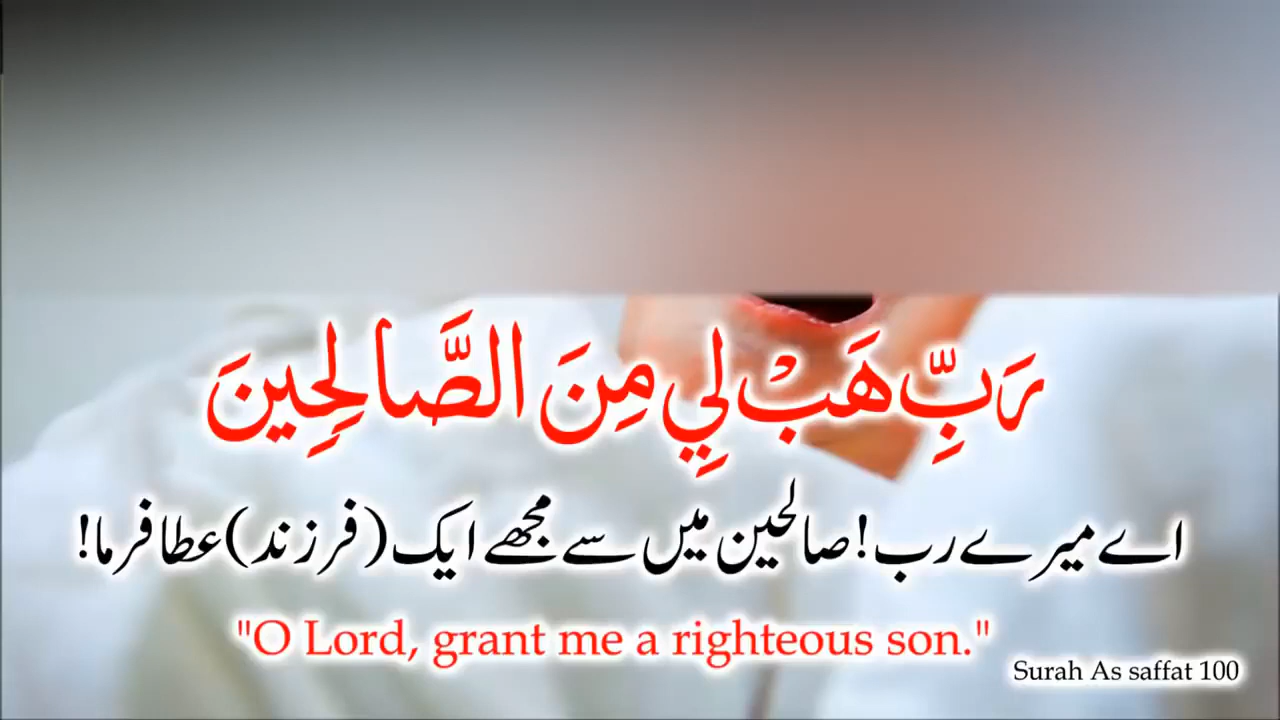 رَبِّ هَبْ لِي مِنَ الصَّالِحِينَ
اے میرے رب! صالحین میں سے مجھے ایک (فرزند) عطا فرما!
"O Lord, grant me a righteous son."
Surah As saffat 100